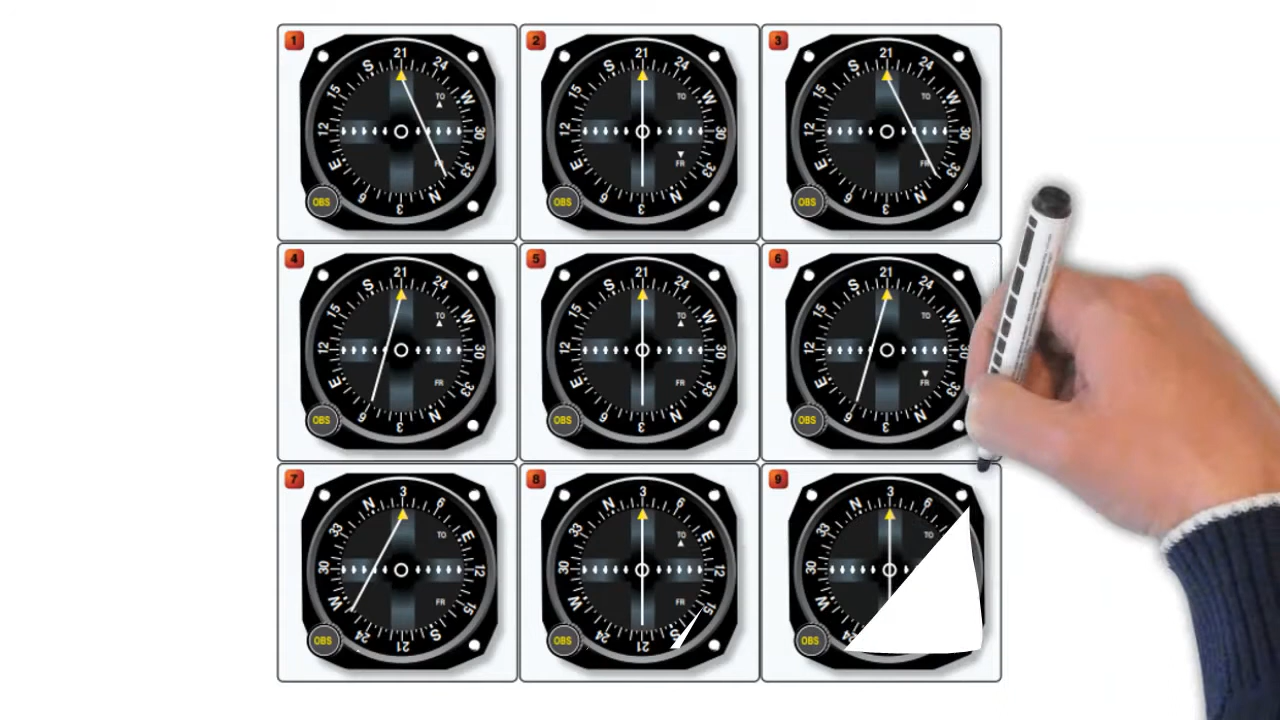 1
21
S 24
15 W
TO
12 30
E FR 33
6 N
OBS 3
2
21
S 24
15 W
TO
12 30
E FR 33
6 N
OBS 3
3
21
S 24
15 W
TO
12 30
E FR 33
6 N
OBS 3
4
21
S 24
15 W
TO
12 30
E FR 33
6 N
OBS 3
5
21
S 24
15 W
TO
12 30
E FR 33
6 N
OBS 3
6
21
S 24
15 W
TO
12 30
E FR 33
6 N
OBS 3
7
3
N 6
33 E
TO
30 12
W FR 15
24 S
OBS 21
8
3
N 6
33 E
TO
30 12
W FR 15
24 S
OBS 21
9
3
N 6
33
TO
30
W
OBS